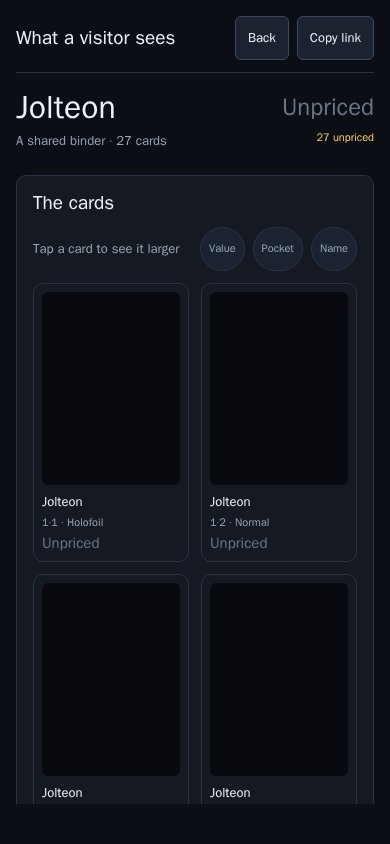 What a visitor sees
Back
Copy link
Jolteon
Unpriced
A shared binder · 27 cards
27 unpriced
The cards
Tap a card to see it larger
Value
Pocket
Name
Jolteon
1·1 · Holofoil
Unpriced
Jolteon
1·2 · Normal
Unpriced
Jolteon
Jolteon